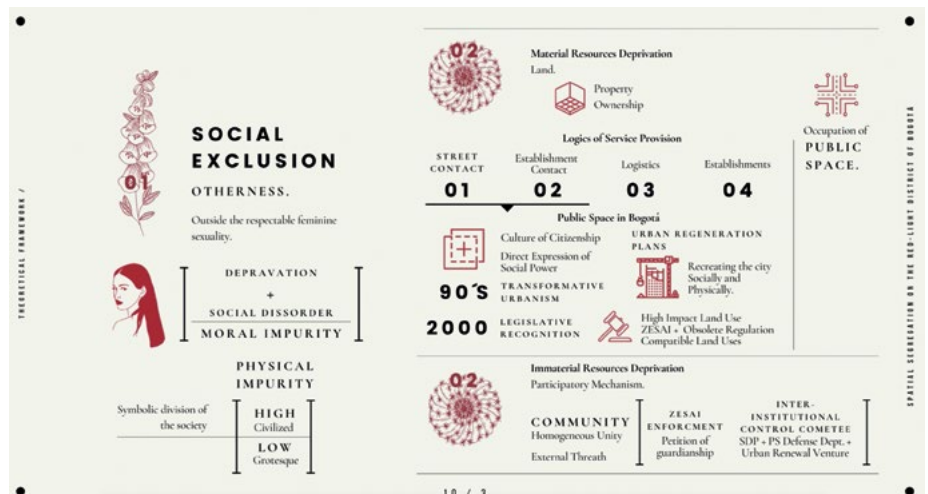 THEORETICAL FRAMEWORK /
01
SOCIAL
EXCLUSION
OTHERNESS.
Outside the respectable feminine
sexuality.
DEPRAVATION
+
SOCIAL DISSORDER
MORAL IMPURITY
PHYSICAL
IMPURITY
Symbolic division of
the society
HIGH
Civilized
LOW
Grotesque
02
Material Resources Deprivation
Land.
Property
Ownership
Logics of Service Provision
STREET
CONTACT
01
Establishment
Contact
02
Logistics
03
Establishments
04
Public Space in Bogotá
Culture of Citizenship
Direct Expression of
Social Power
90´S
TRANSFORMATIVE
URBANISM
2000
LEGISLATIVE
RECOGNITION
URBAN REGENERATION
PLANS
Recreating the city
Socially and
Physically.
High Impact Land Use
ZESAI + Obsolete Regulation
Compatible Land Uses
Occupation of
PUBLIC
SPACE.
02
Immaterial Resources Deprivation
Participatory Mechanism.
COMMUNITY
Homogeneous Unity
External Threath
ZESAI
ENFORCMENT
Petition of
guardianship
INTER-
INSTITUTIONAL
CONTROL COMETEE
SDP + PS Defense Dept. +
Urban Renewal Venture
SPATIAL SEGREGATION OR THE RED-LIGHT DISTRICT OF BOGOTÁ